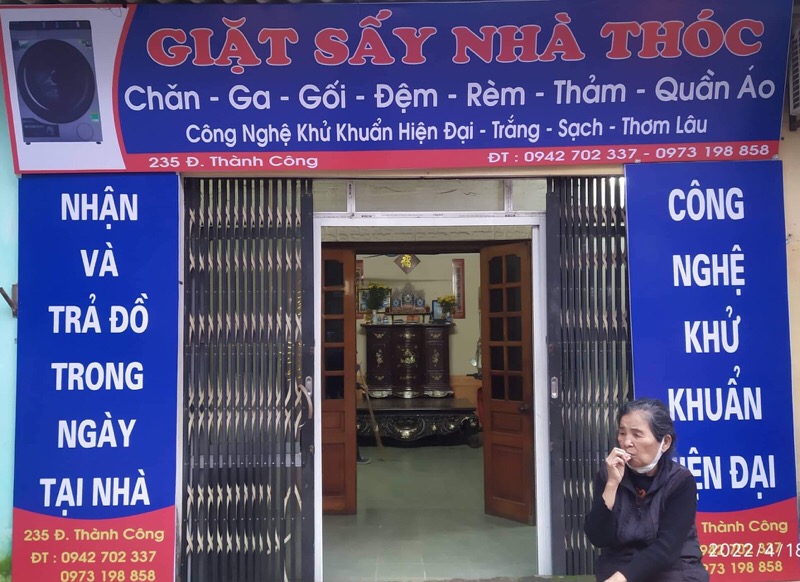 GIẶT SẤY NHÀ THÓC
Chăn - Ga - Gối - Đệm - Rèm - Thảm - Quần Áo
Công Nghệ Khử Khuẩn Hiện Đại - Trắng - Sạch - Thơm Lâu
235 Đ. Thành Công
ĐT : 0942 702 337 - 0973 198 858
NHẬN
VÀ
TRẢ ĐỒ
TRONG
NGÀY
TẠI NHÀ
235 Đ. Thành Công
ĐT : 0942 702 337
0973 198 858
CÔNG
NGHỆ
KHỬ
KHUẨN
ĐẠI
Thành Công
198 858
2022/4/18